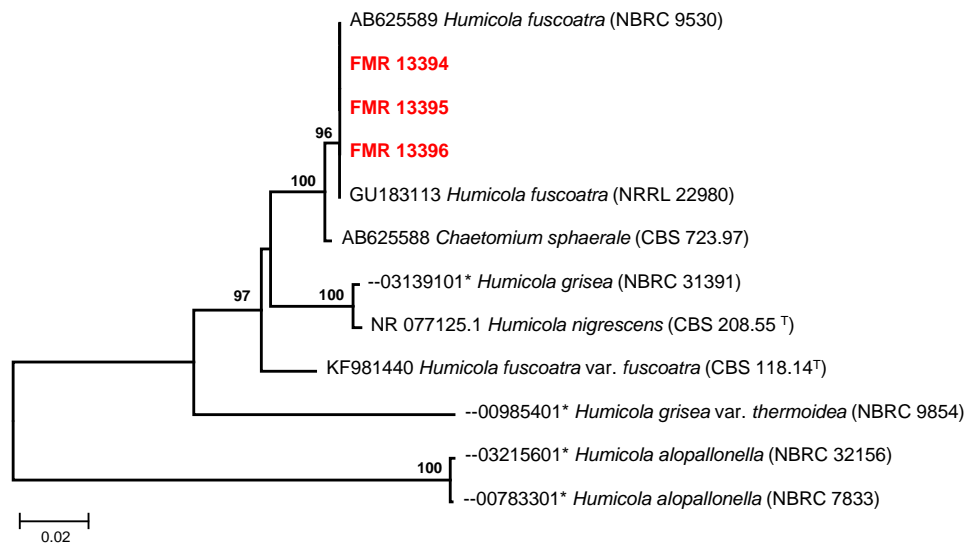 AB625589 Humicola fuscoatra (NBRC 9530)
FMR 13394
FMR 13395
96
FMR 13396
100
GU183113 Humicola fuscoatra (NRRL 22980)
AB625588 Chaetomium sphaerale (CBS 723.97)
--03139101* Humicola grisea (NBRC 31391)
97
100
NR 077125.1 Humicola nigrescens (CBS 208.55 T)
KF981440 Humicola fuscoatra var. fuscoatra (CBS 118.14T)
--00985401* Humicola grisea var. thermoidea (NBRC 9854)
--03215601* Humicola alopallonella (NBRC 32156)
100
--00783301* Humicola alopallonella (NBRC 7833)
0.02